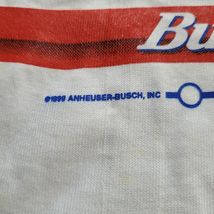 Bu
©1999 ANHEUSER-BUSCH, INC